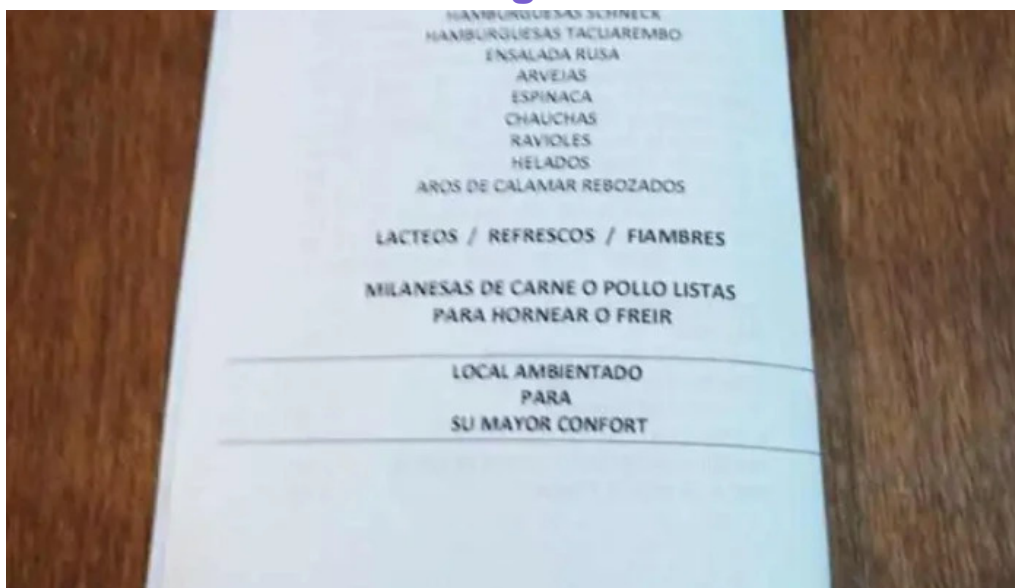 HAMBURGUESAS SCHNECK
HAMBURGUESAS TACUAREMBO
ENSALADA RUSA
ARVEJAS
ESPINACA
CHAUCHAS
RAVIOLES
HELADOS
AROS DE CALAMAR REBOZADOS
LACTEOS / REFRESCOS / FIAMBRES
MILANESAS DE CARNE O POLLO LISTAS
PARA HORNEAR O FREIR
LOCAL AMBIENTADO
PARA
SU MAYOR CONFORT